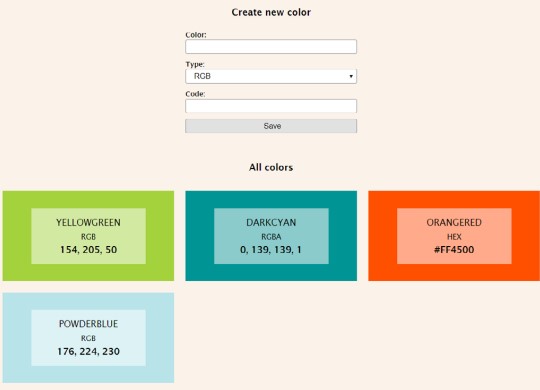 Create new color
Color:
Type:
RGB
Code:
Save
All colors
YELLOWGREEN
RGB
154, 205, 50
DARKCYAN
RGBA
0, 139, 139, 1
ORANGERED
HEX
#FF4500
POWDERBLUE
RGB
176, 224, 230